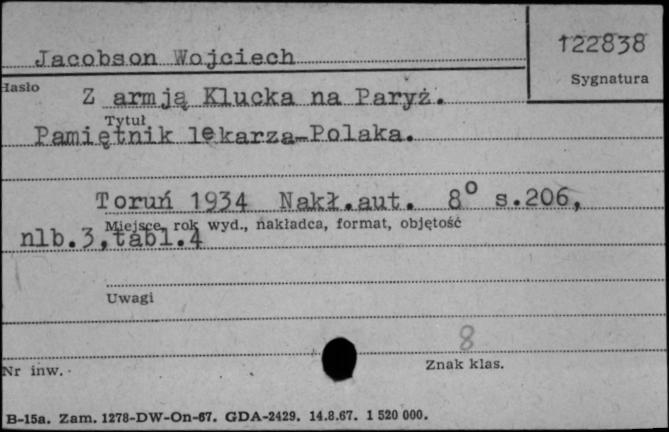 Jacobson Wojciech
122838
Sygnatura
Hasło
Z armją Klucka na Paryż.
Tytuł
Pamiętnik lekarza-Polaka.
Toruń 1934 Nakł.aut. 8° s.206,
Miejsce, rok wyd., nakładca, format, objętość
nlb.3,tabl.4
Uwagi
8
Nr inw.
Znak klas.
B-15a. Zam. 1278-DW-On-67. GDA-2429. 14.8.67. 1 520 000.